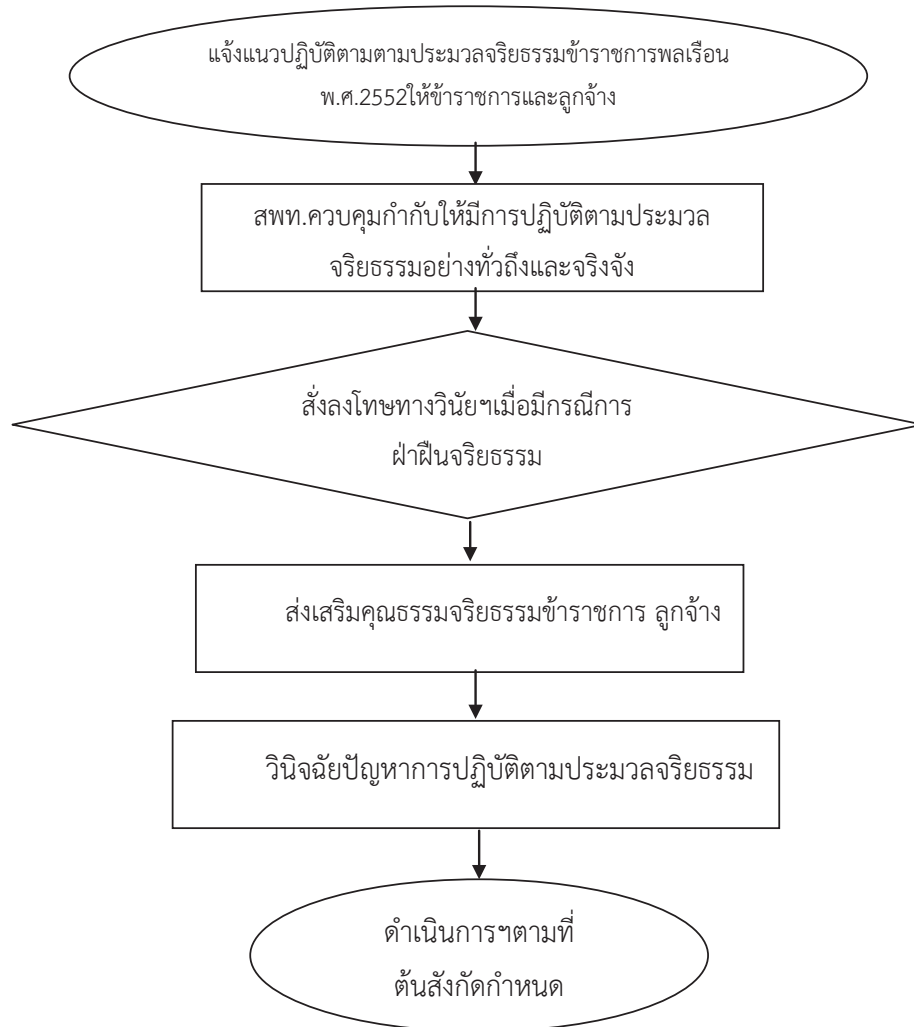 แจ้งแนวปฏิบัติตามตามประมวลจริยธรรมข้าราชการพลเรือน
พ.ศ.2552ให้ข้าราชการและลูกจ้าง
สพท.ควบคุมกำกับให้มีการปฏิบัติตามประมวล
จริยธรรมอย่างทั่วถึงและจริงจัง
สั่งลงโทษทางวินัยฯเมื่อมีกรณีการ
ฝ่าฝืนจริยธรรม
ส่งเสริมคุณธรรมจริยธรรมข้าราชการ ลูกจ้าง
วินิจฉัยปัญหาการปฏิบัติตามประมวลจริยธรรม
ดำเนินการฯตามที่
ต้นสังกัดกำหนด